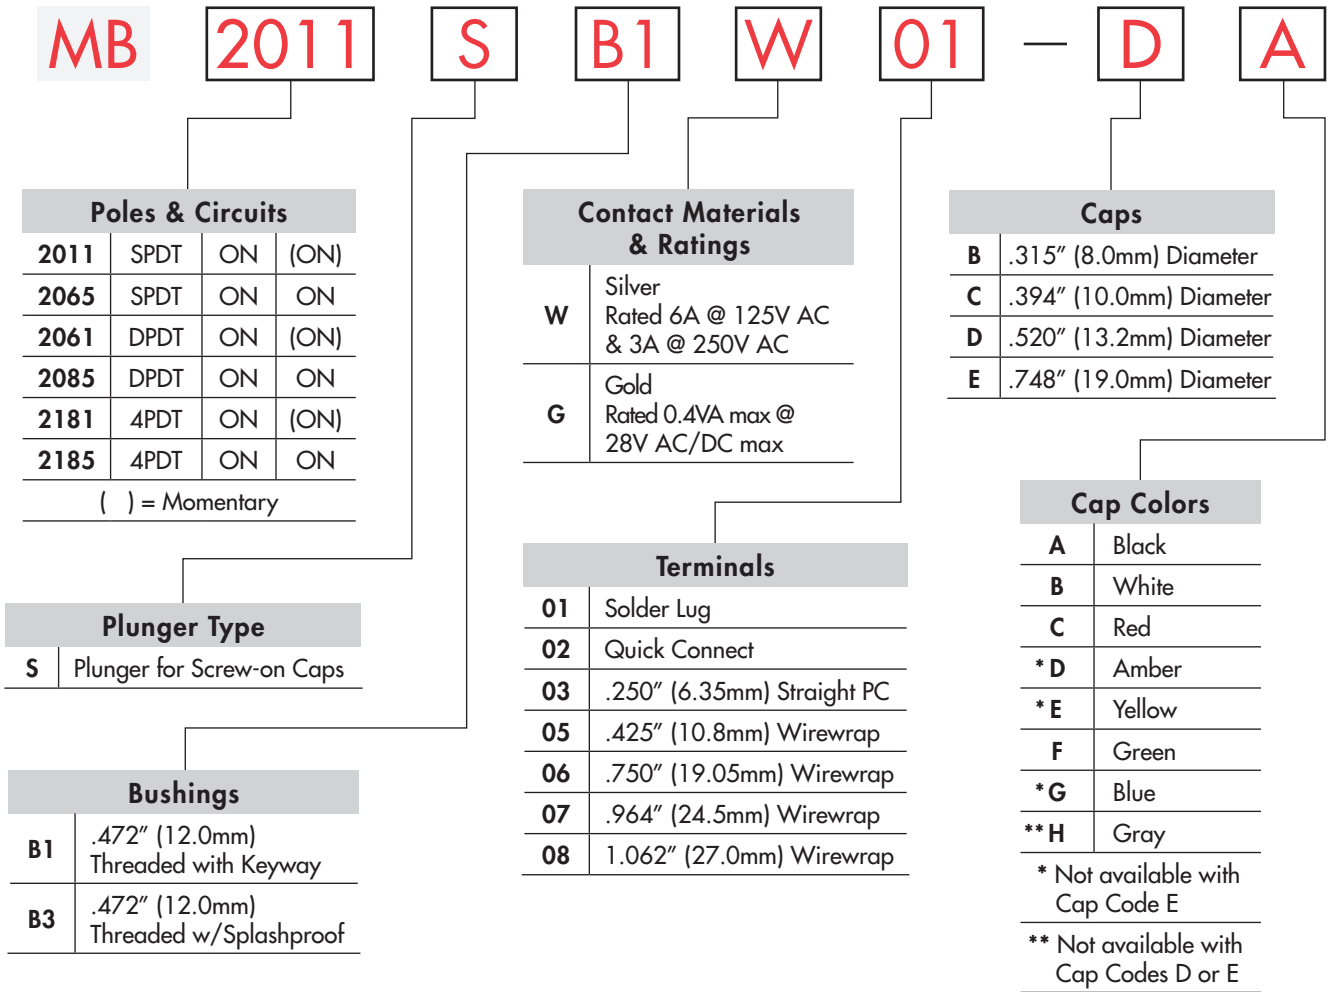 MB 2011 S B1 W 01 — D A
Poles & Circuits
2011 SPDT ON (ON)
2065 SPDT ON ON
2061 DPDT ON (ON)
2085 DPDT ON ON
2181 4PDT ON (ON)
2185 4PDT ON ON
( ) = Momentary
Plunger Type
S Plunger for Screw-on Caps
Bushings
B1 .472" (12.0mm)
Threaded with Keyway
B3 .472" (12.0mm)
Threaded w/Splashproof
Contact Materials
& Ratings
W Silver
Rated 6A @ 125V AC
& 3A @ 250V AC
G Gold
Rated 0.4VA max @
28V AC/DC max
Terminals
01 Solder Lug
02 Quick Connect
03 .250" (6.35mm) Straight PC
05 .425" (10.8mm) Wirewrap
06 .750" (19.05mm) Wirewrap
07 .964" (24.5mm) Wirewrap
08 1.062" (27.0mm) Wirewrap
Caps
B .315" (8.0mm) Diameter
C .394" (10.0mm) Diameter
D .520" (13.2mm) Diameter
E .748" (19.0mm) Diameter
Cap Colors
A Black
B White
C Red
* D Amber
* E Yellow
F Green
* G Blue
** H Gray
* Not available with
Cap Code E
** Not available with
Cap Codes D or E